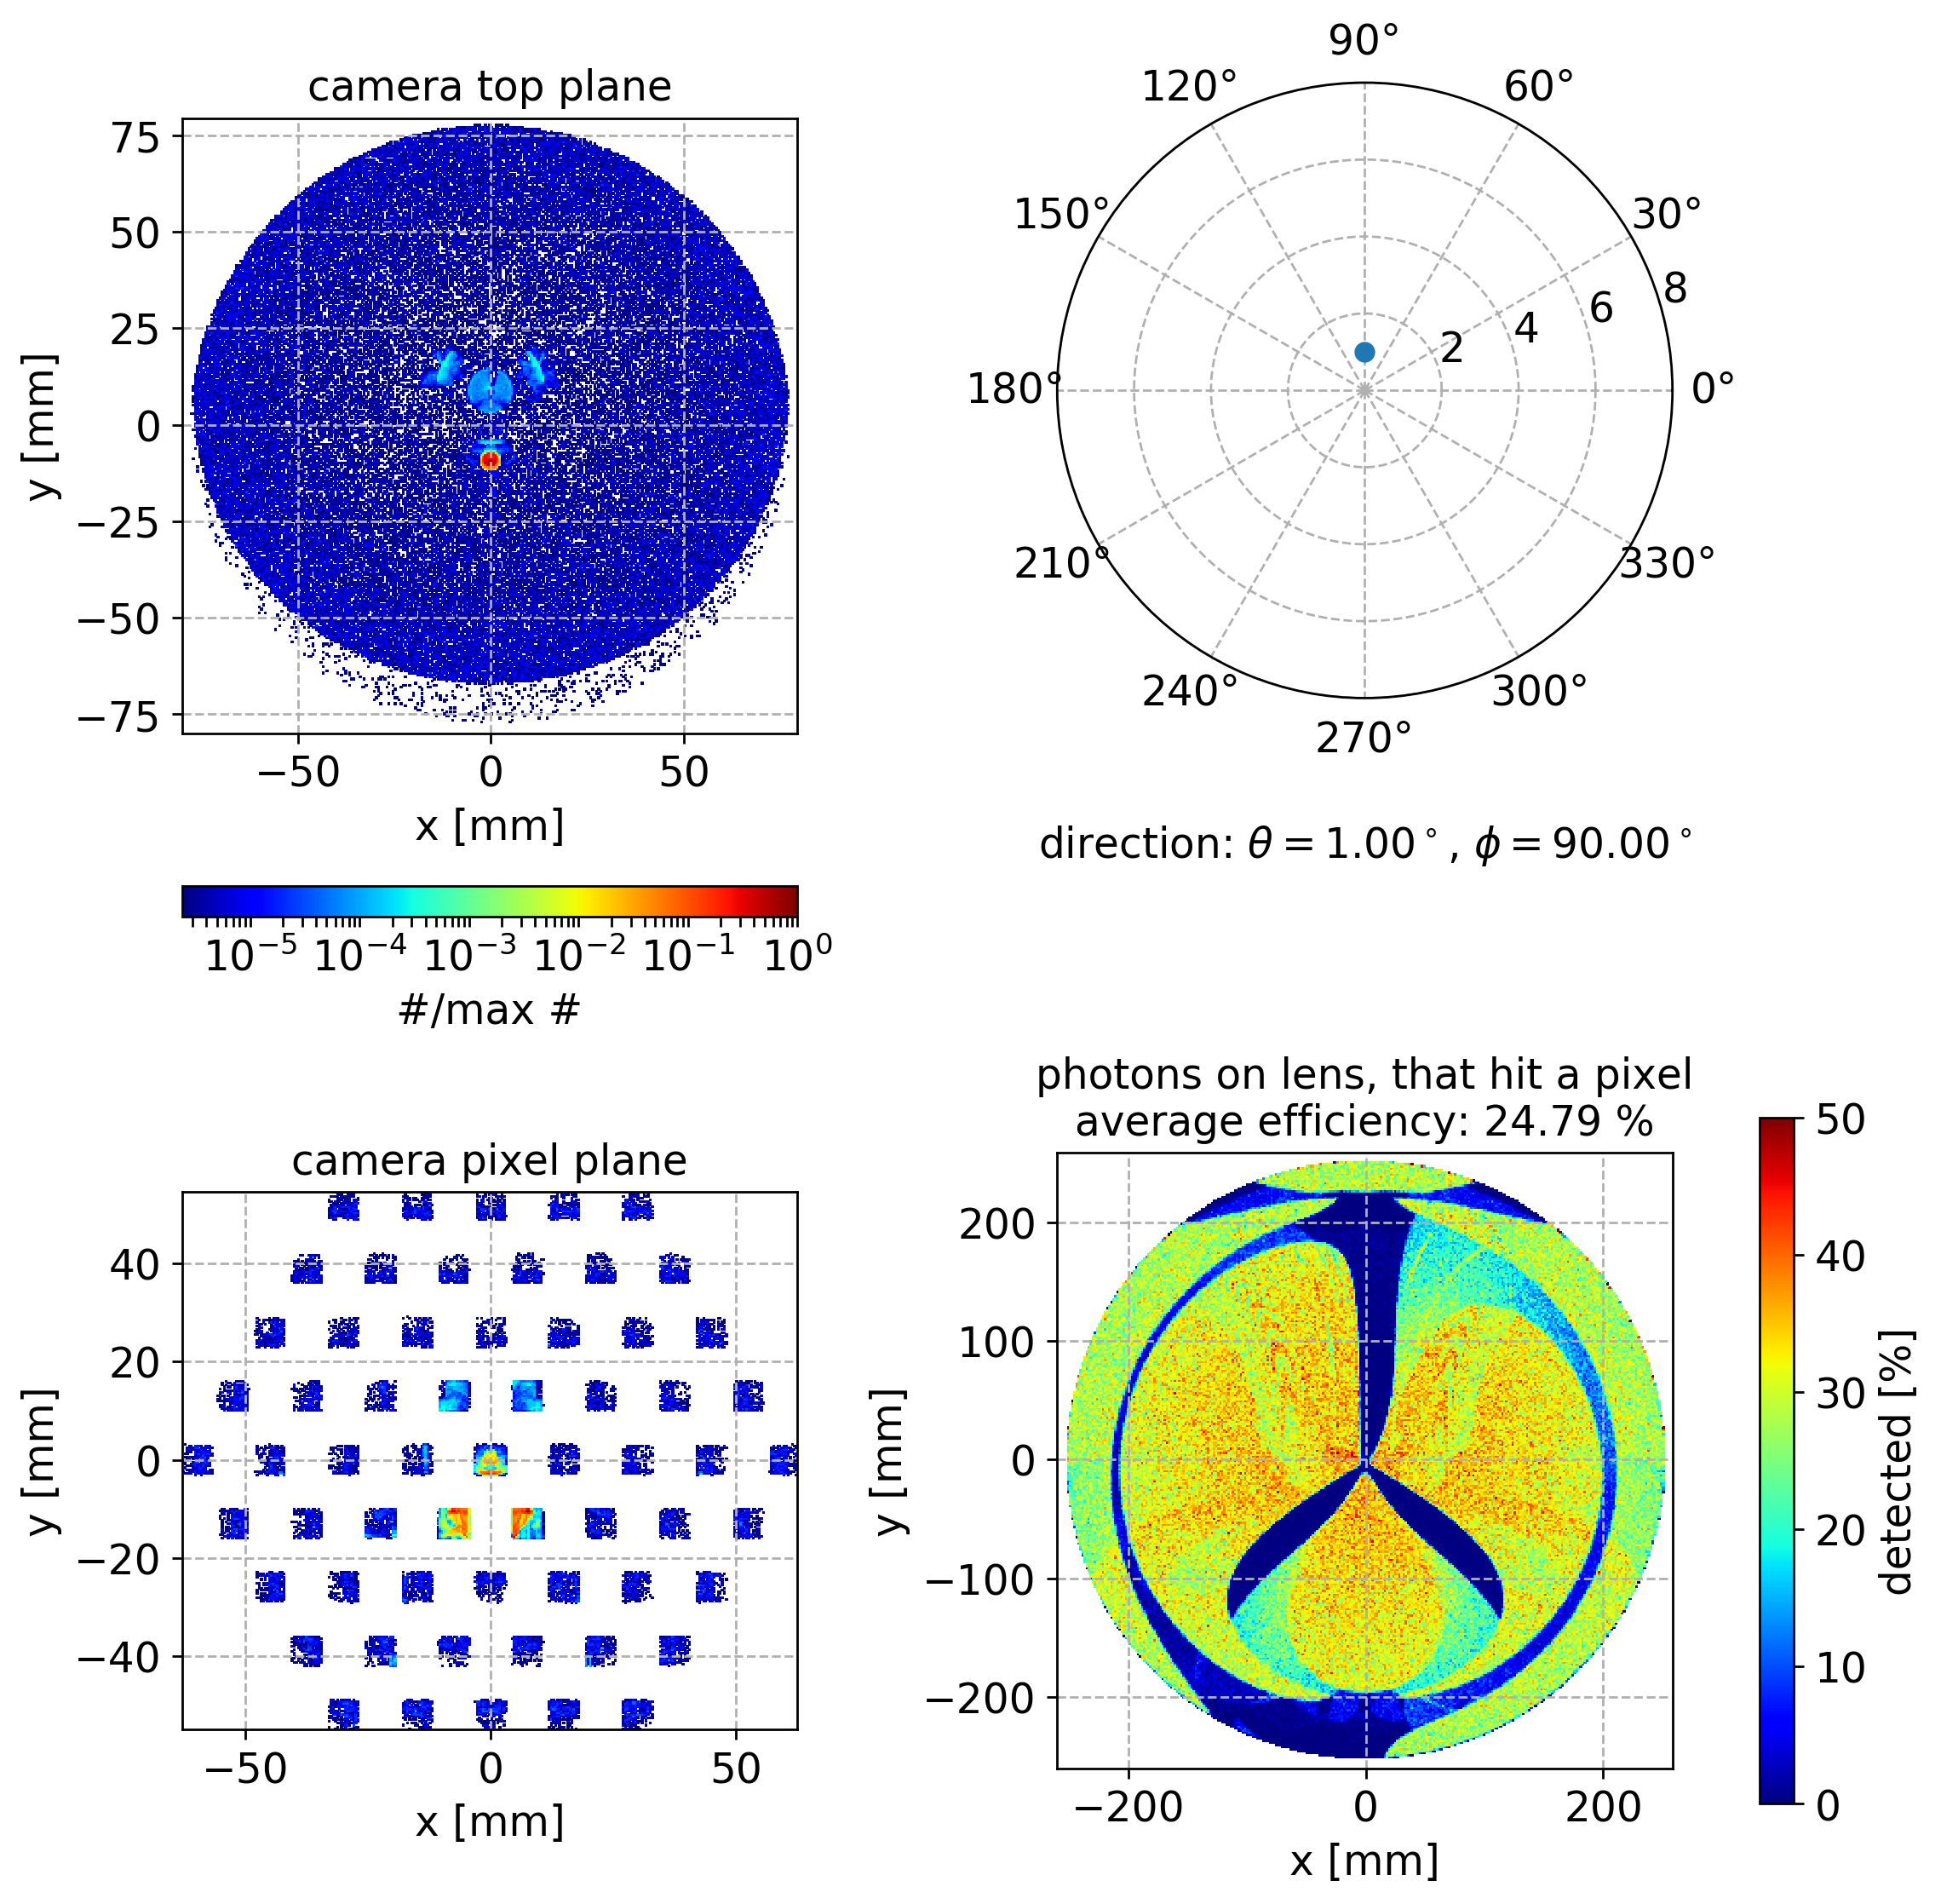 camera top plane
75
50
25
0
−25
−50
−75
y [mm]
−50 0 50
x [mm]
10⁻⁵ 10⁻⁴ 10⁻³ 10⁻² 10⁻¹ 10⁰
#/max #
90°
120° 60°
150° 30°
180° 0°
210° 330°
240° 300°
270°
2 4 6 8
direction: θ = 1.00°, ϕ = 90.00°
camera pixel plane
40
20
0
−20
−40
y [mm]
−50 0 50
x [mm]
photons on lens, that hit a pixel
average efficiency: 24.79 %
200
100
0
−100
−200
y [mm]
−200 0 200
x [mm]
50
40
30
20
10
0
detected [%]